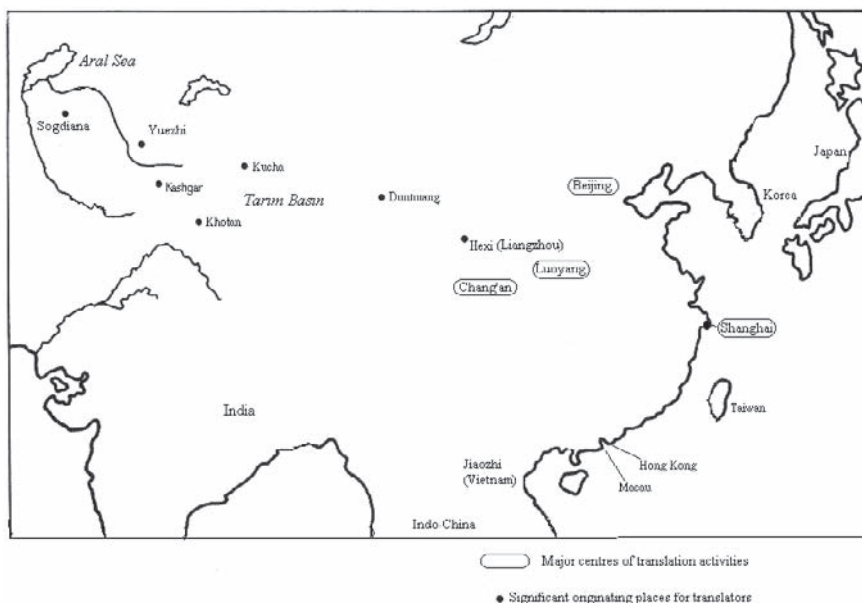 Aral Sea
Sogdiana
Yuezhi
Kucha
Kashgar
Tarim Basin
Khotan
Dunhuang
Hexi (Liangzhou)
Beijing
Luoyang
Chang'an
Shanghai
Japan
Korea
Taiwan
India
Jiaozhi
(Vietnam)
Hong Kong
Macau
Indo-China
Major centres of translation activities
Significant originating places for translators